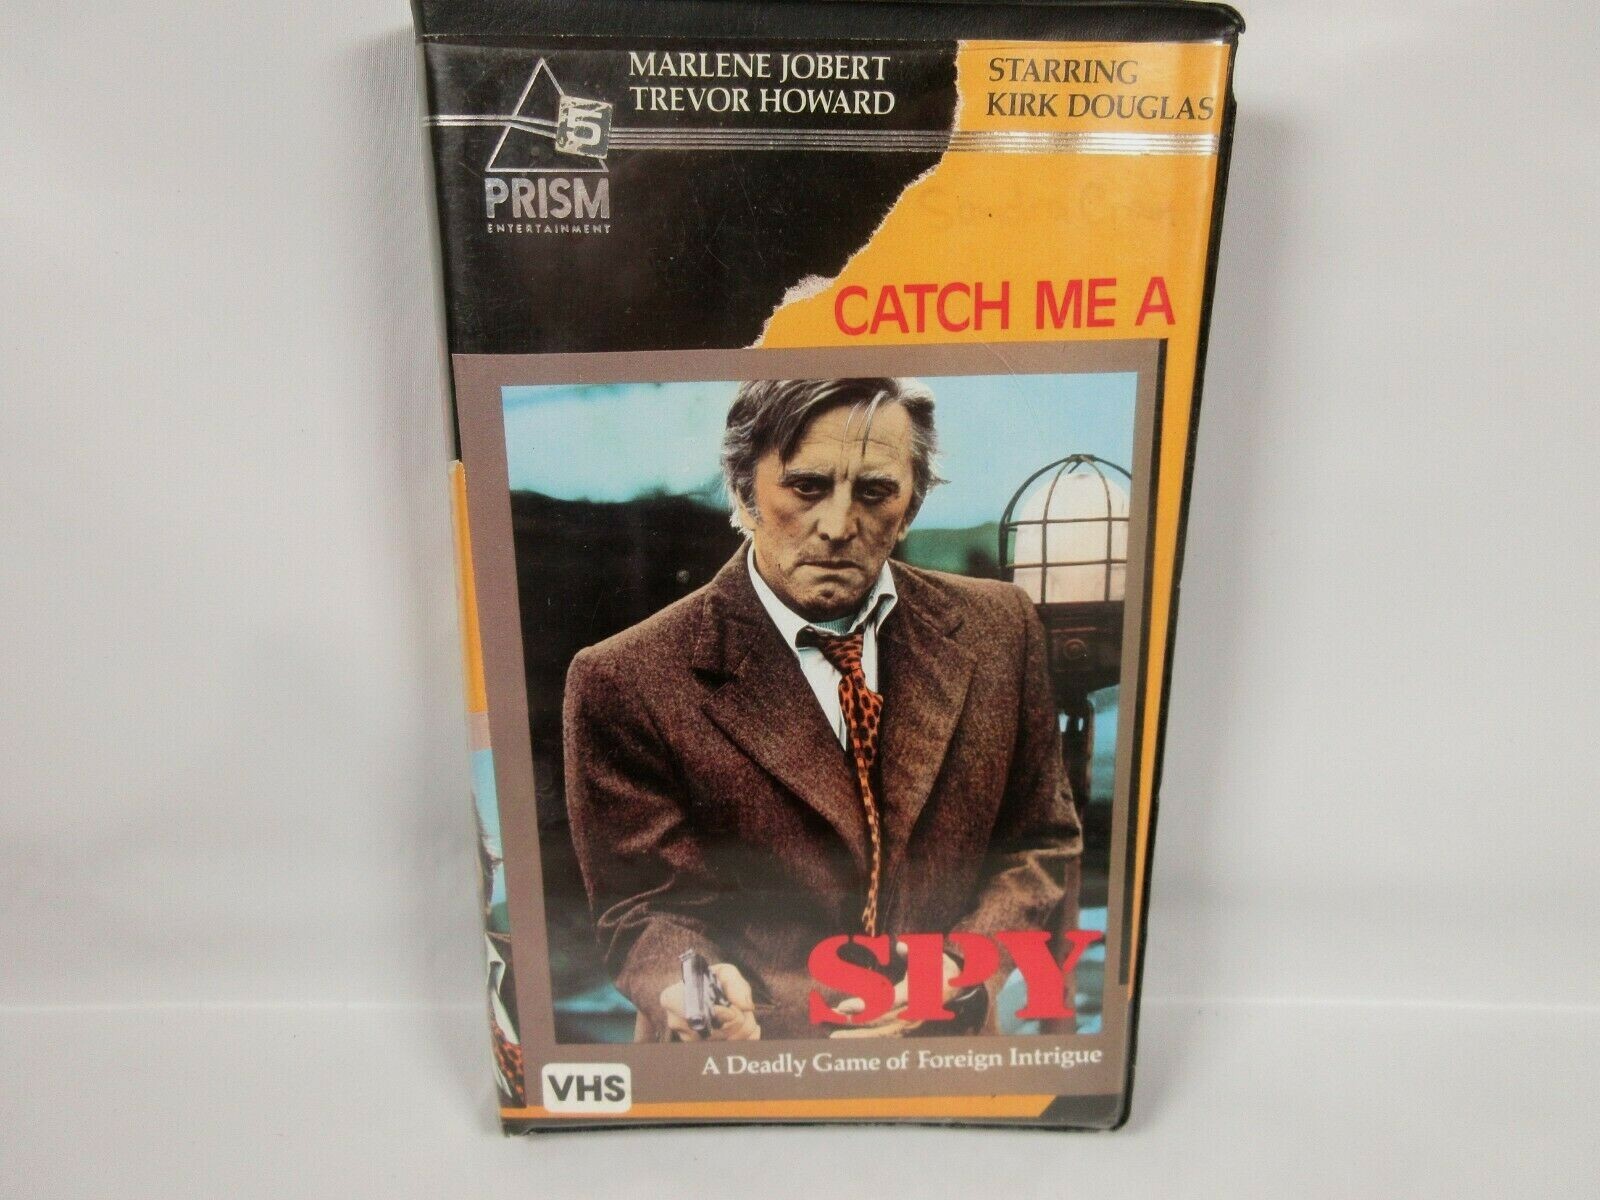 MARLENE JOBERT
TREVOR HOWARD
STARRING
KIRK DOUGLAS
5
PRISM
ENTERTAINMENT
CATCH ME A
SPY
A Deadly Game of Foreign Intrigue
VHS